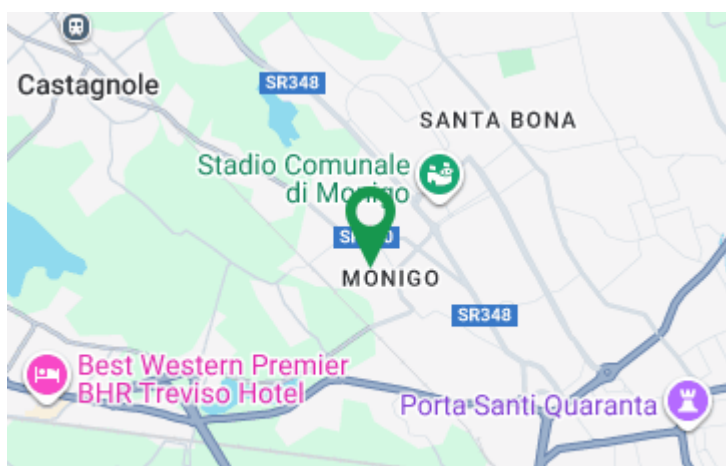 Castagnole
SR348
SANTA BONA
Stadio Comunale
di Monigo
MONIGO
SR348
Best Western Premier
BHR Treviso Hotel
Porta Santi Quaranta